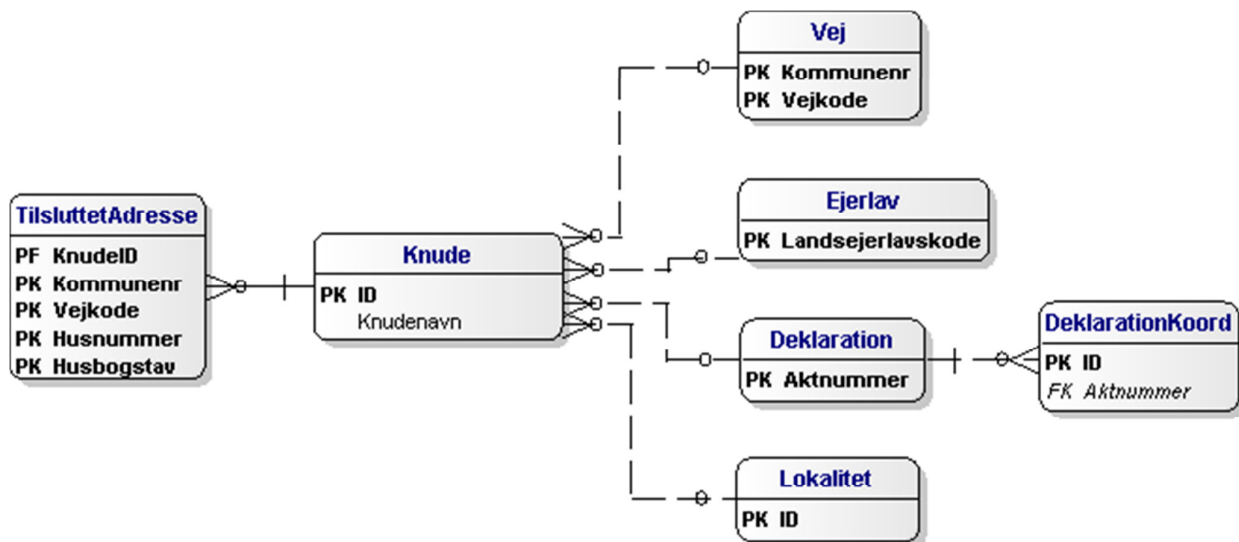 Vej
PK Kommunenr
PK Vejkode
TilsluttetAdresse
PF KnudeID
PK Kommunenr
PK Vejkode
PK Husnummer
PK Husbogstav
Knude
PK ID
Knudenavn
Ejerlav
PK Landsejerlavskode
Deklaration
PK Aktnummer
DeklarationKoord
PK ID
FK Aktnummer
Lokalitet
PK ID